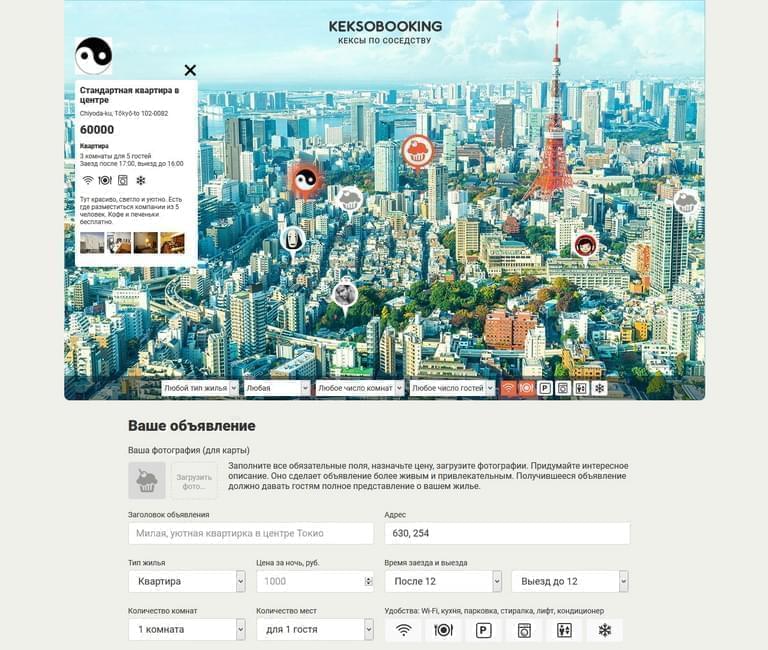 KEKSOBOOKING
КЕКСЫ ПО СОСЕДСТВУ
Стандартная квартира в
центре
Chiyoda-ku, Tōkyō-to 102-0082
60000
Квартира
3 комнаты для 5 гостей
Заезд после 17:00, выезд до 16:00
Тут красиво, светло и уютно. Есть
где разместиться компании из 5
человек. Кофе и печеньки
бесплатно.
Любой тип жилья
Любая
Любое число комнат
Любое число гостей
P
Ваше объявление
Ваша фотография (для карты)
Загрузить
фото...
Заполните все обязательные поля, назначьте цену, загрузите фотографии. Придумайте интересное
описание. Оно сделает объявление более живым и привлекательным. Получившееся объявление
должно давать гостям полное представление о вашем жилье.
Заголовок объявления
Адрес
Милая, уютная квартирка в центре Токио
630, 254
Тип жилья
Цена за ночь, руб.
Время заезда и выезда
Квартира
1000
После 12
Выезд до 12
Количество комнат
Количество мест
Удобства: Wi-Fi, кухня, парковка, стиралка, лифт, кондиционер
1 комната
для 1 гостя
P